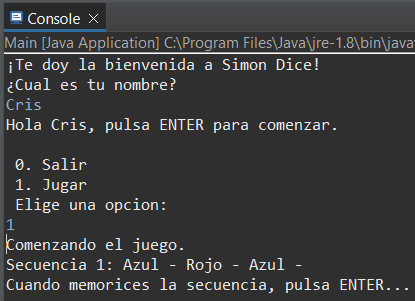 Console
Main [Java Application] C:\Program Files\Java\jre-1.8\bin\java
¡Te doy la bienvenida a Simon Dice!
¿Cual es tu nombre?
Cris
Hola Cris, pulsa ENTER para comenzar.
0. Salir
1. Jugar
Elige una opcion:
1
Comenzando el juego.
Secuencia 1: Azul - Rojo - Azul -
Cuando memorices la secuencia, pulsa ENTER...